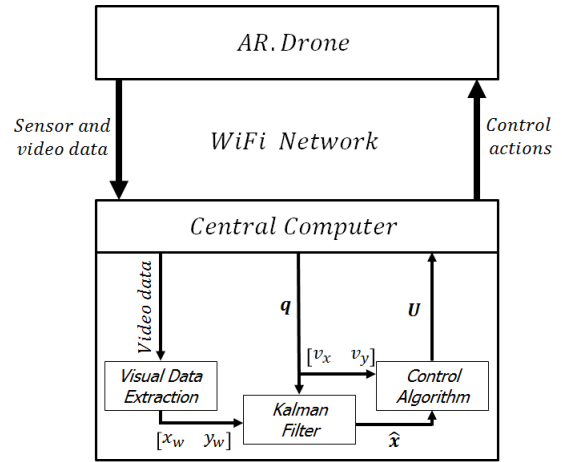 AR.Drone
Sensor and
video data
WiFi Network
Control
actions
Central Computer
Video data
q
U
[v_x v_y]
Visual Data
Extraction
Control
Algorithm
Kalman
Filter
[x_w y_w]
x̂